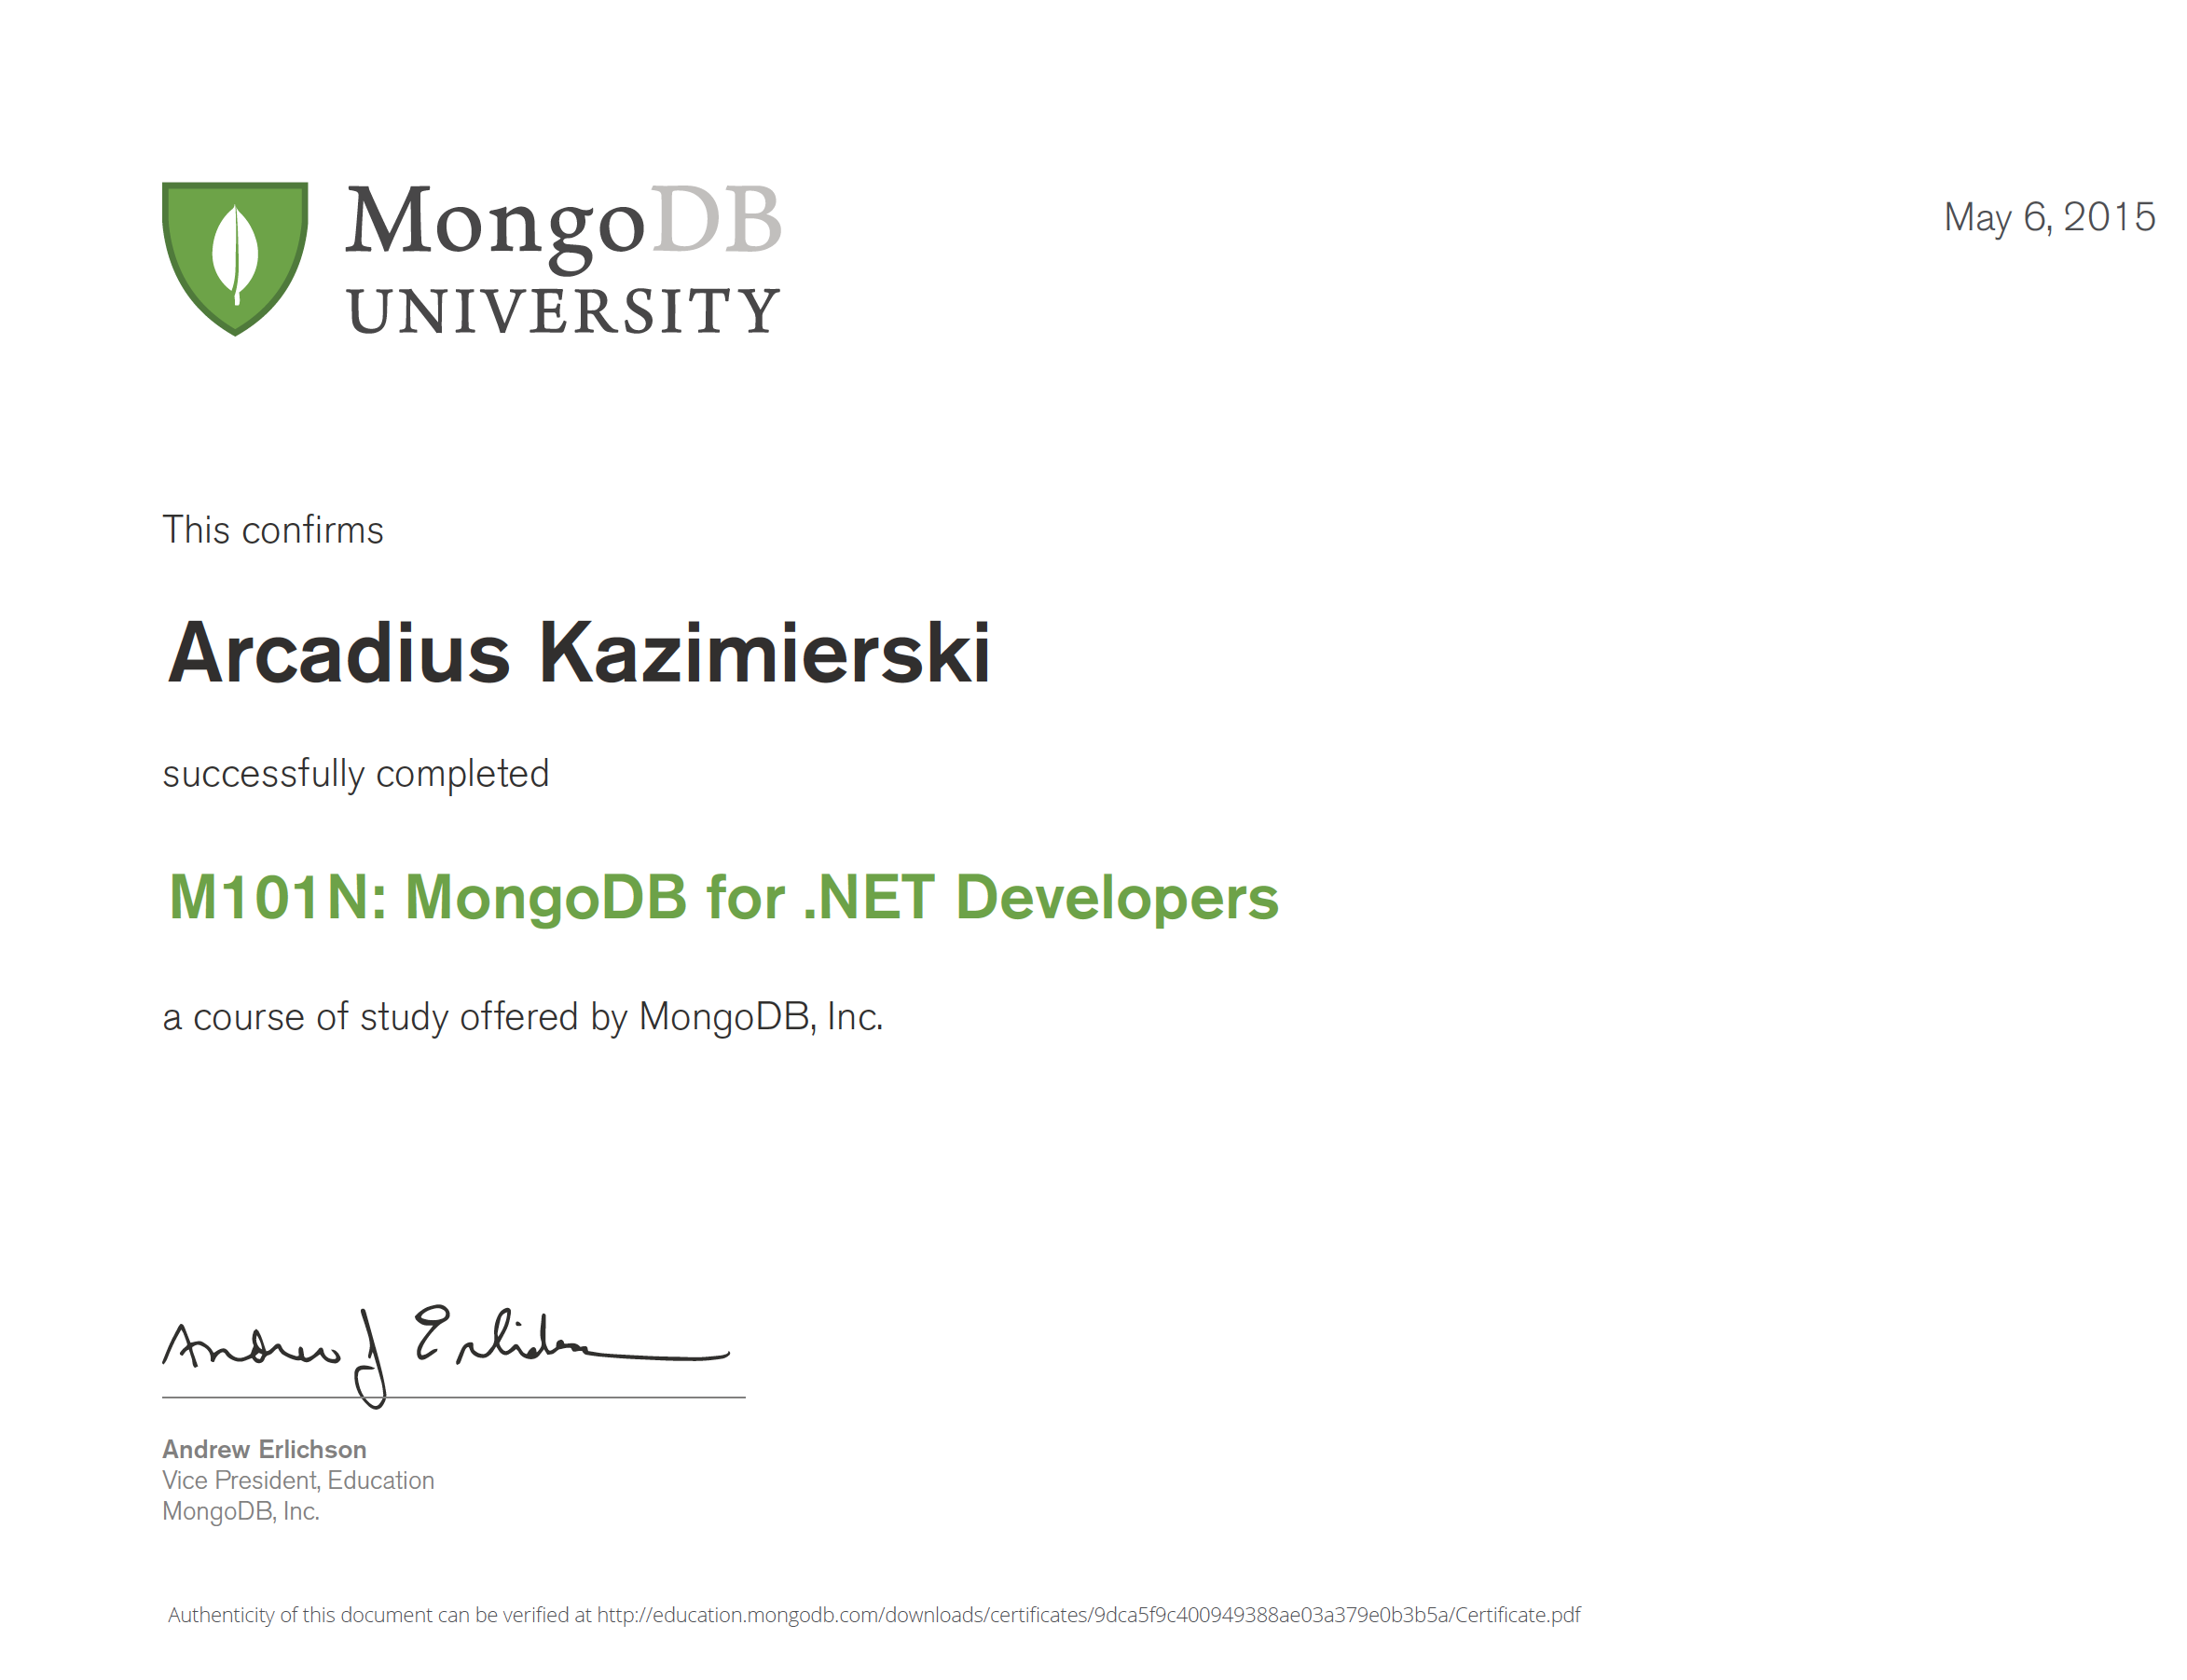 MongoDB
UNIVERSITY
May 6, 2015
This confirms
Arcadius Kazimierski
successfully completed
M101N: MongoDB for .NET Developers
a course of study offered by MongoDB, Inc.
Andrew J Erlichson
Andrew Erlichson
Vice President, Education
MongoDB, Inc.
Authenticity of this document can be verified at http://education.mongodb.com/downloads/certificates/9dca5f9c400949388ae03a379e0b3b5a/Certificate.pdf